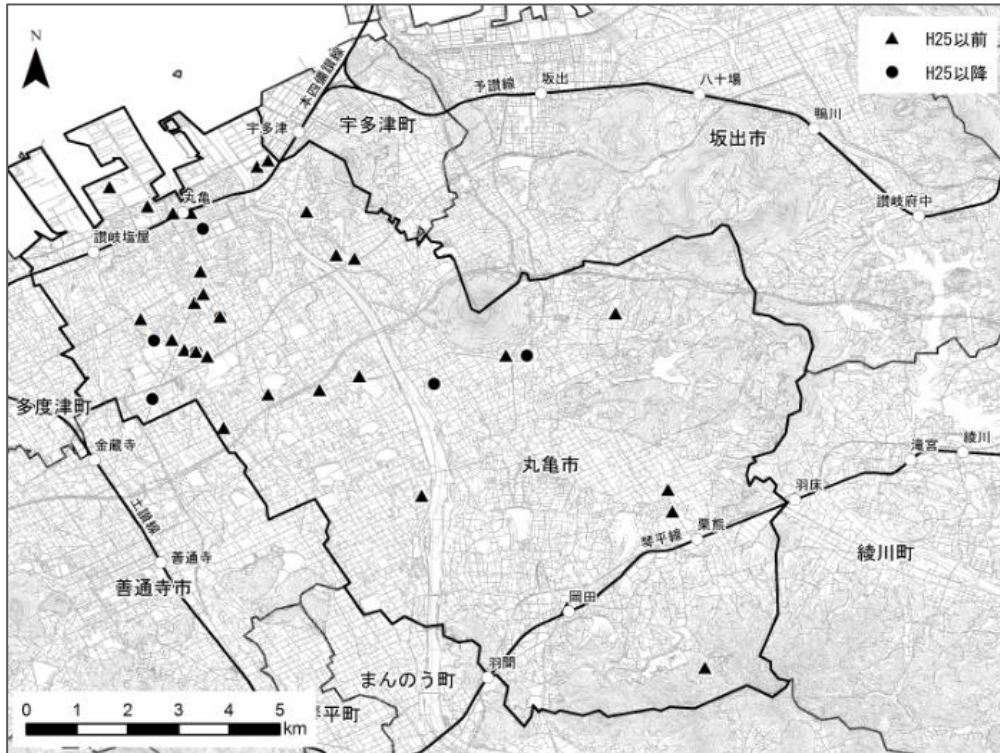 N
▲ H25以前
● H25以降
本四備讃線
予讃線
坂出
八十場
宇多津
宇多津町
鴨川
坂出市
丸亀
讃岐府中
讃岐塩屋
多度津町
金蔵寺
丸亀市
滝宮
綾川
羽床
土讃線
琴平線
栗熊
善通寺
善通寺市
綾川町
岡田
まんのう町
羽間
平町
0 1 2 3 4 5
km